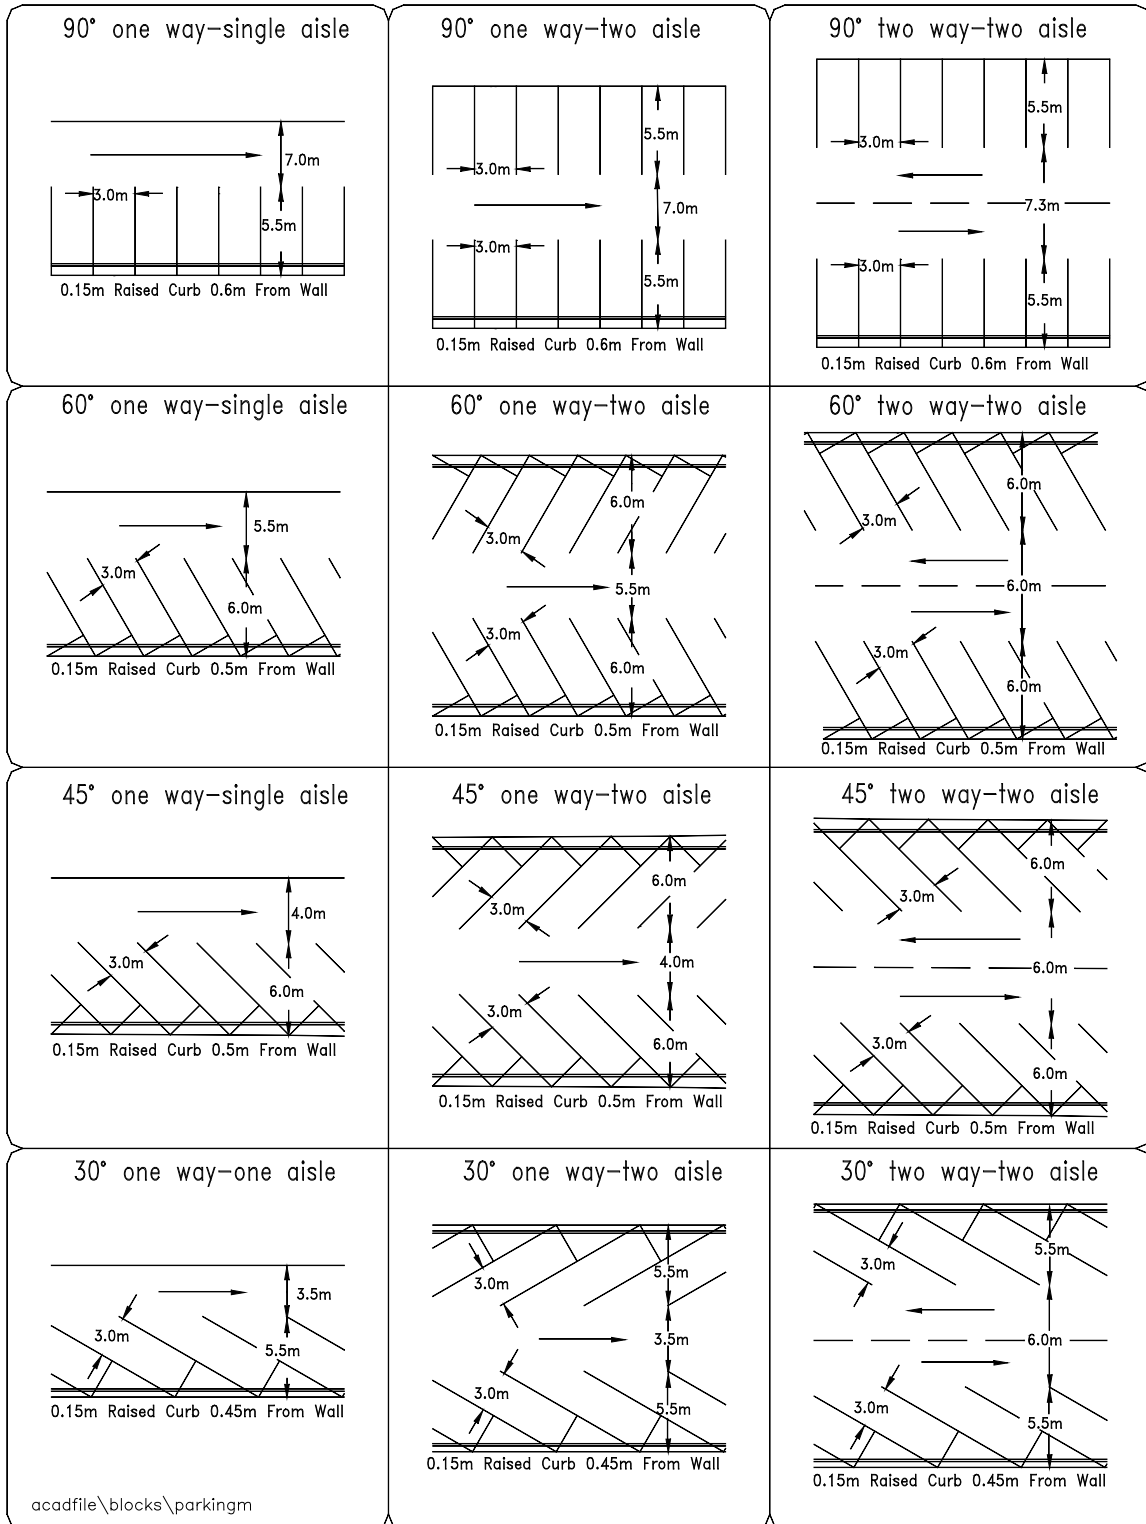 90° one way-single aisle
7.0m
3.0m
5.5m
0.15m Raised Curb 0.6m From Wall
90° one way-two aisle
5.5m
3.0m
7.0m
3.0m
5.5m
0.15m Raised Curb 0.6m From Wall
90° two way-two aisle
5.5m
3.0m
7.3m
3.0m
5.5m
0.15m Raised Curb 0.6m From Wall
60° one way-single aisle
5.5m
3.0m
6.0m
0.15m Raised Curb 0.5m From Wall
60° one way-two aisle
6.0m
3.0m
5.5m
3.0m
6.0m
0.15m Raised Curb 0.5m From Wall
60° two way-two aisle
6.0m
3.0m
6.0m
3.0m
6.0m
0.15m Raised Curb 0.5m From Wall
45° one way-single aisle
4.0m
3.0m
6.0m
0.15m Raised Curb 0.5m From Wall
45° one way-two aisle
6.0m
3.0m
4.0m
3.0m
6.0m
0.15m Raised Curb 0.5m From Wall
45° two way-two aisle
6.0m
3.0m
6.0m
3.0m
6.0m
0.15m Raised Curb 0.5m From Wall
30° one way-one aisle
3.5m
3.0m
5.5m
0.15m Raised Curb 0.45m From Wall
30° one way-two aisle
5.5m
3.0m
3.5m
3.0m
5.5m
0.15m Raised Curb 0.45m From Wall
30° two way-two aisle
5.5m
3.0m
6.0m
3.0m
5.5m
0.15m Raised Curb 0.45m From Wall
acadfile\blocks\parkingm